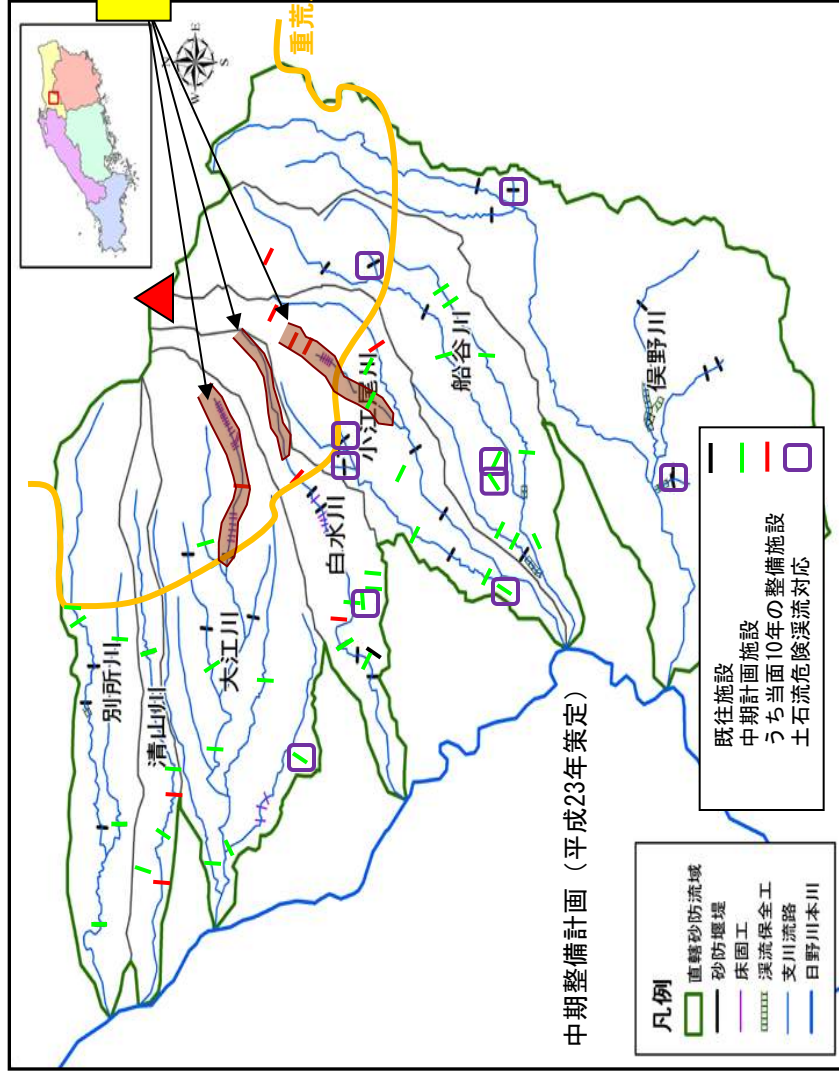 重荒
N
E
S
W
別所川
清山川
大江川
白水川
小江尾川
船谷川
俣野川
中期整備計画（平成23年策定）
既往施設
中期計画施設
うち当面10年の整備施設
土石流危険渓流対応
凡例
直轄砂防流域
砂防堰堤
床固工
渓流保全工
支川流路
日野川本川